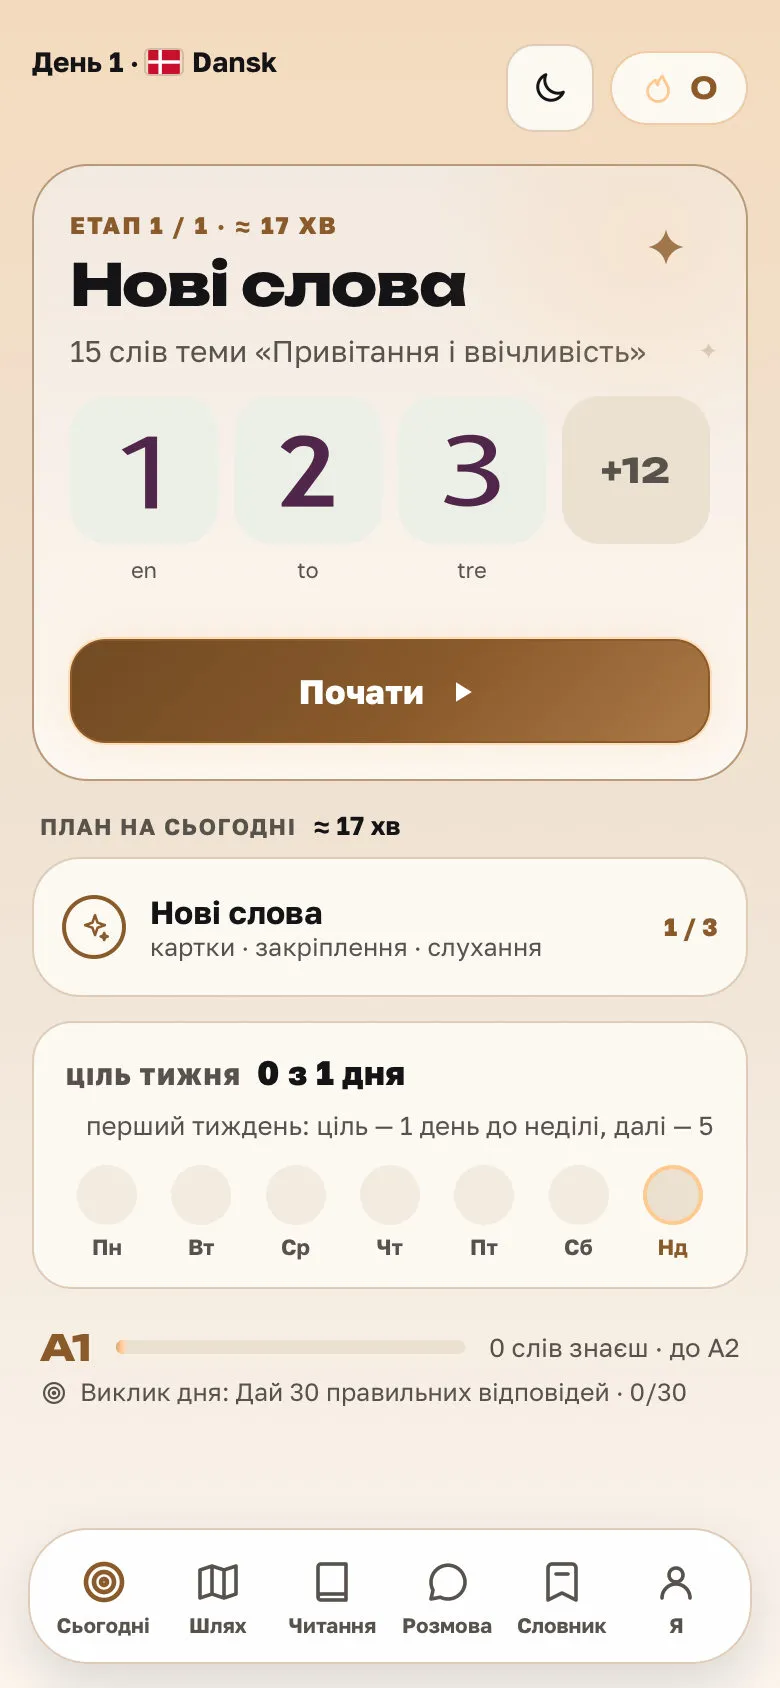 День 1 · Dansk
0
ЕТАП 1 / 1 · ≈ 17 ХВ
Нові слова
15 слів теми «Привітання і ввічливість»
1 2 3 +12
en to tre
Почати
ПЛАН НА СЬОГОДНІ ≈ 17 хв
Нові слова
картки · закріплення · слухання
1 / 3
ціль тижня 0 з 1 дня
перший тиждень: ціль — 1 день до неділі, далі — 5
Пн Вт Ср Чт Пт Сб Нд
A1 0 слів знаєш · до A2
Виклик дня: Дай 30 правильних відповідей · 0/30
Сьогодні Шлях Читання Розмова Словник Я